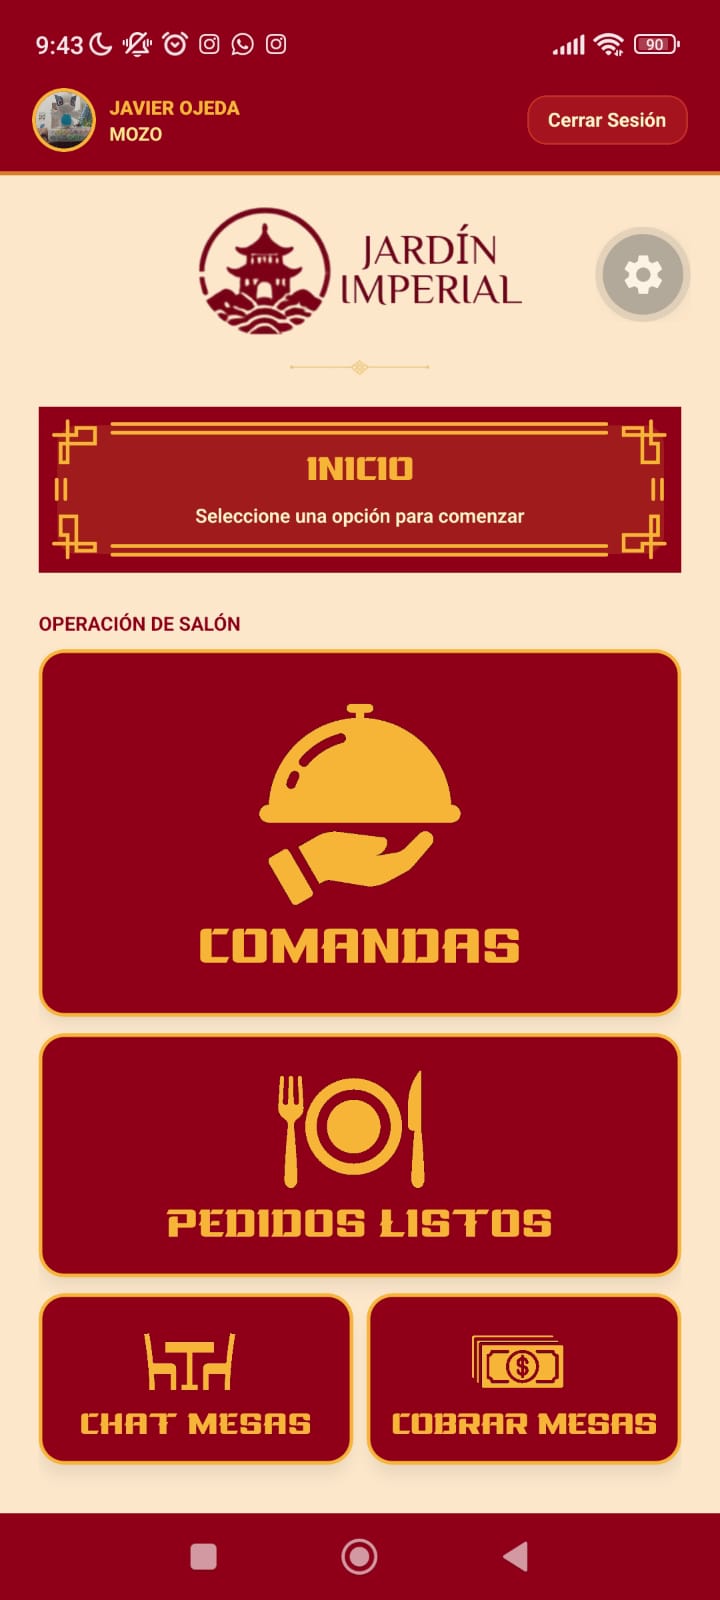 9:43
90
JAVIER OJEDA
MOZO
Cerrar Sesión
JARDÍN
IMPERIAL
INICIO
Seleccione una opción para comenzar
OPERACIÓN DE SALÓN
COMANDAS
PEDIDOS LISTOS
CHAT MESAS
COBRAR MESAS